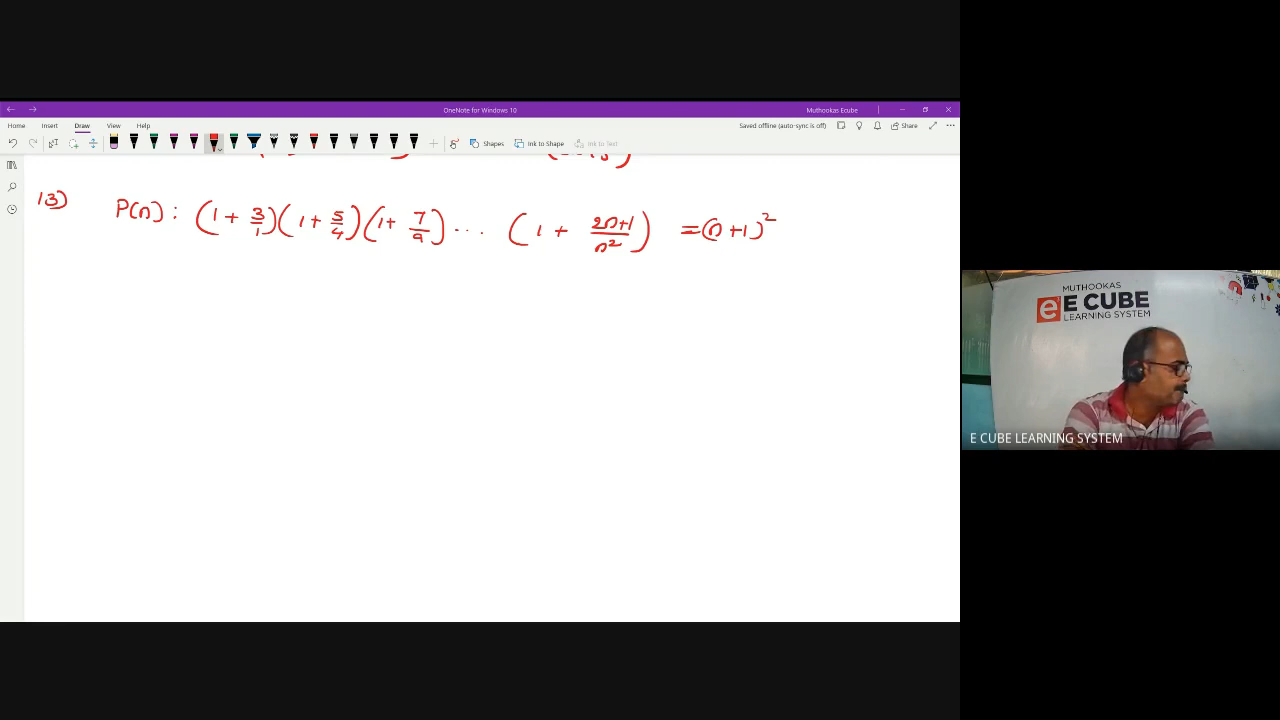 OneNote for Windows 10
Muthookas Ecube
Home Insert Draw View Help
Saved offline (auto-sync is off)
Share
Shapes
Ink to Shape
Ink to Text
13) P(n) : (1 + 3/1)(1 + 5/4)(1 + 7/9) ... (1 + 2n+1/n²) = (n+1)²
MUTHOOKAS
e E CUBE
LEARNING SYSTEM
E CUBE LEARNING SYSTEM